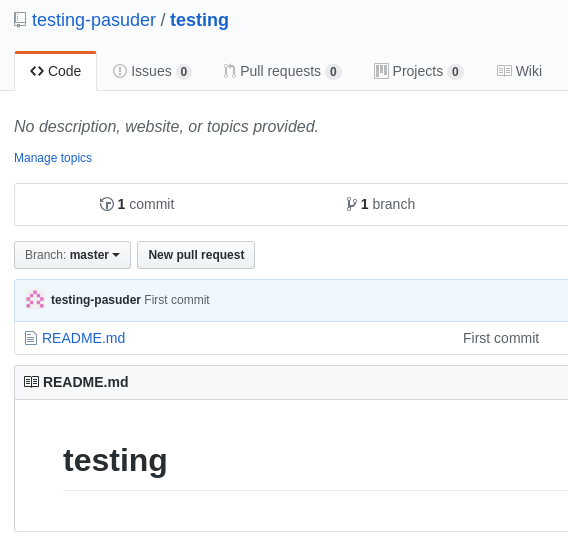 testing-pasuder / testing
Code Issues 0 Pull requests 0 Projects 0 Wiki
No description, website, or topics provided.
Manage topics
1 commit 1 branch
Branch: master New pull request
testing-pasuder First commit
README.md First commit
README.md
testing